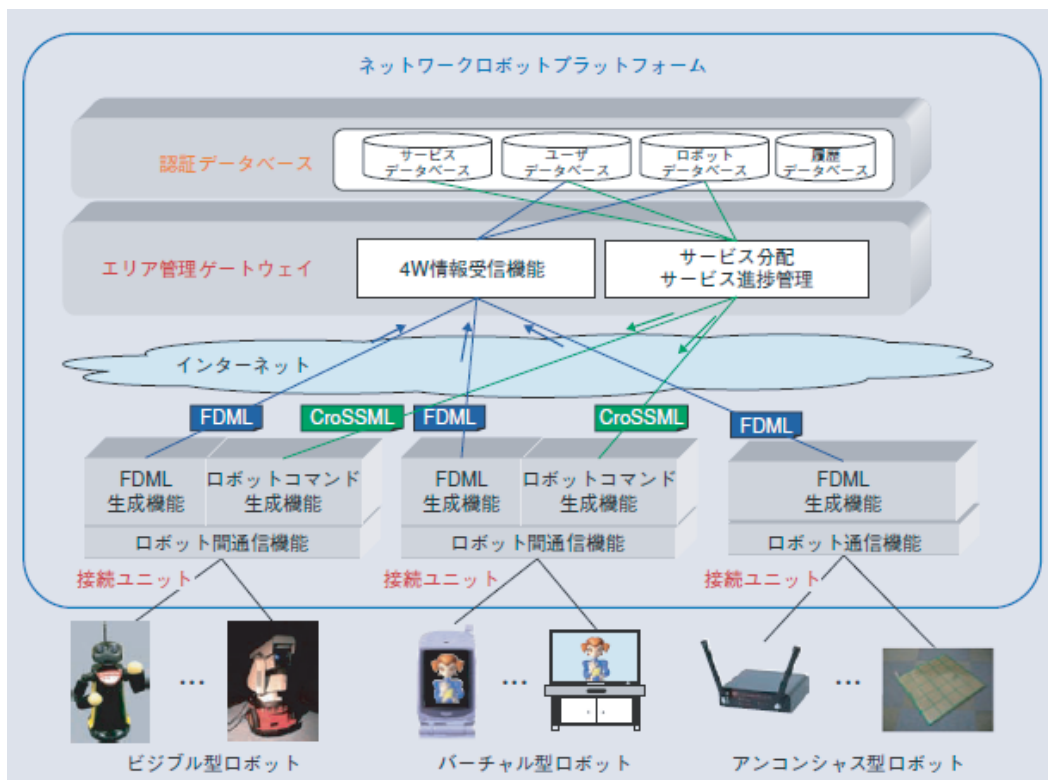 ネットワークロボットプラットフォーム
認証データベース
サービス
データベース
ユーザ
データベース
ロボット
データベース
履歴
データベース
エリア管理ゲートウェイ
4W情報受信機能
サービス分配
サービス進捗管理
インターネット
FDML
CroSSML
FDML
CroSSML
FDML
FDML
生成機能
ロボットコマンド
生成機能
FDML
生成機能
ロボットコマンド
生成機能
FDML
生成機能
ロボット間通信機能
ロボット間通信機能
ロボット通信機能
接続ユニット
接続ユニット
接続ユニット
…
…
…
ビジブル型ロボット
バーチャル型ロボット
アンコンシャス型ロボット